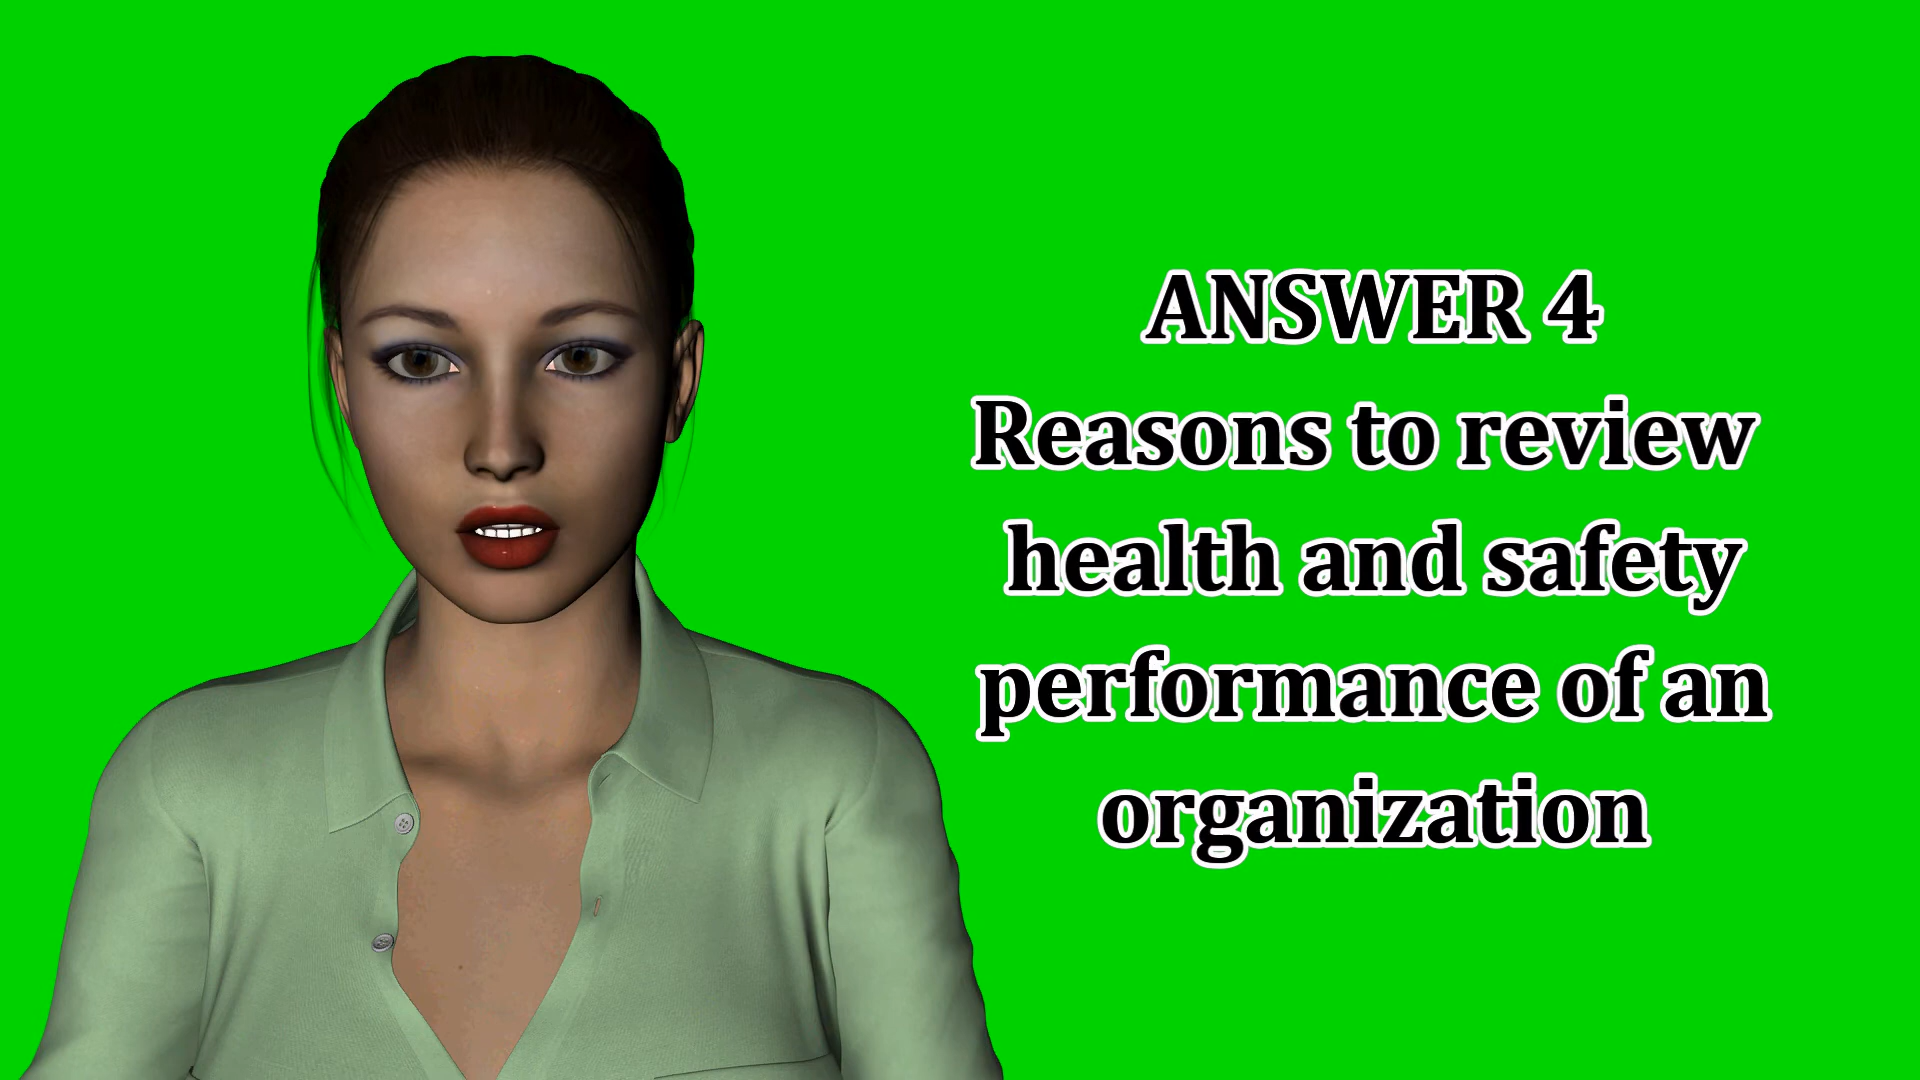 ANSWER 4
Reasons to review
health and safety
performance of an
organization